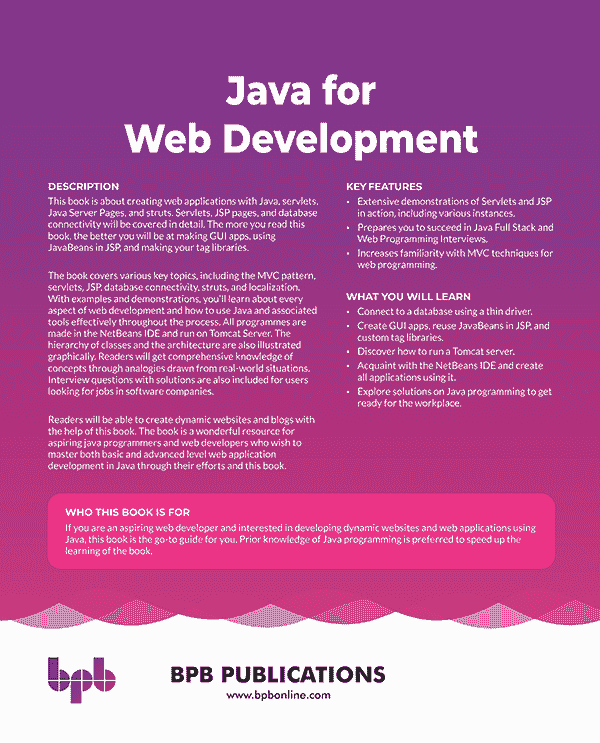 Java for
Web Development
DESCRIPTION
This book is about creating web applications with Java, servlets,
Java Server Pages, and struts. Servlets, JSP pages, and database
connectivity will be covered in detail. The more you read this
book, the better you will be at making GUI apps, using
JavaBeans in JSP, and making your tag libraries.
The book covers various key topics, including the MVC pattern,
servlets, JSP, database connectivity, struts, and localization.
With examples and demonstrations, you'll learn about every
aspect of web development and how to use Java and associated
tools effectively throughout the process. All programmes are
made in the NetBeans IDE and run on Tomcat Server. The
hierarchy of classes and the architecture are also illustrated
graphically. Readers will get comprehensive knowledge of
concepts through analogies drawn from real-world situations.
Interview questions with solutions are also included for users
looking for jobs in software companies.
Readers will be able to create dynamic websites and blogs with
the help of this book. The book is a wonderful resource for
aspiring java programmers and web developers who wish to
master both basic and advanced level web application
development in Java through their efforts and this book.
KEY FEATURES
• Extensive demonstrations of Servlets and JSP
in action, including various instances.
• Prepares you to succeed in Java Full Stack and
Web Programming Interviews.
• Increases familiarity with MVC techniques for
web programming.
WHAT YOU WILL LEARN
• Connect to a database using a thin driver.
• Create GUI apps, reuse JavaBeans in JSP, and
custom tag libraries.
• Discover how to run a Tomcat server.
• Acquaint with the NetBeans IDE and create
all applications using it.
• Explore solutions on Java programming to get
ready for the workplace.
WHO THIS BOOK IS FOR
If you are an aspiring web developer and interested in developing dynamic websites and web applications using
Java, this book is the go-to guide for you. Prior knowledge of Java programming is preferred to speed up the
learning of the book.
bpb
BPB PUBLICATIONS
www.bpbonline.com